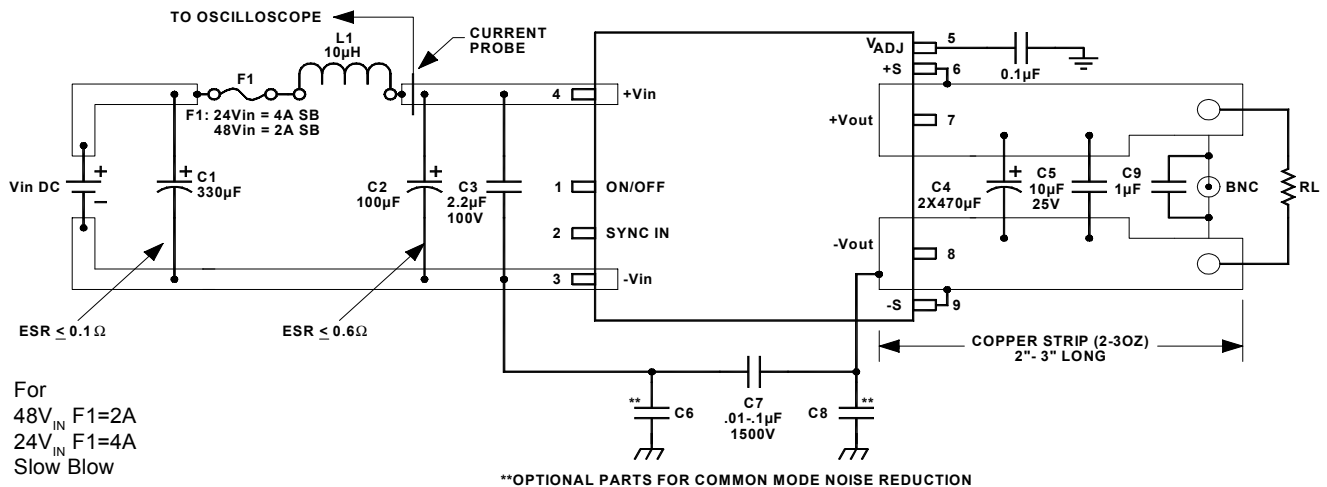 TO OSCILLOSCOPE
L1
10µH
CURRENT
PROBE
F1
F1: 24Vin = 4A SB
48Vin = 2A SB
Vin DC
+
−
+
C1
330µF
+
C2
100µF
C3
2.2µF
100V
4
+Vin
1
ON/OFF
2
SYNC IN
3
-Vin
VADJ
5
0.1µF
+S
6
+Vout
7
-Vout
8
-S
9
+
C4
2X470µF
C5
10µF
25V
C9
1µF
BNC
RL
ESR ≤ 0.1Ω
ESR ≤ 0.6Ω
COPPER STRIP (2-3OZ)
2"- 3" LONG
** C6
C7
.01-.1µF
1500V
C8 **
For
48VIN F1=2A
24VIN F1=4A
Slow Blow
**OPTIONAL PARTS FOR COMMON MODE NOISE REDUCTION